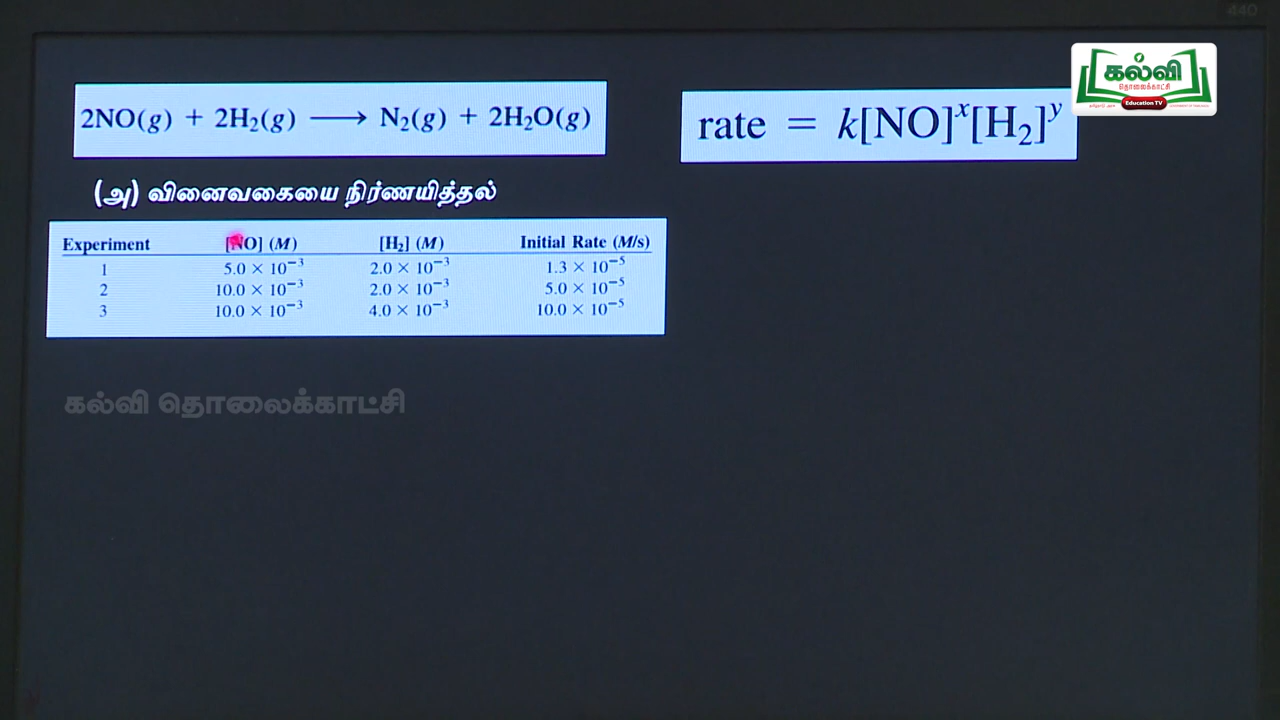 440
கல்வி
தொலைக்காட்சி
Education TV
2NO(g) + 2H₂(g) ⟶ N₂(g) + 2H₂O(g)
rate = k[NO]ˣ[H₂]ʸ
(அ) வினைவகையை நிர்ணயித்தல்
Experiment [NO] (M) [H₂] (M) Initial Rate (M/s)
1 5.0 × 10⁻³ 2.0 × 10⁻³ 1.3 × 10⁻⁵
2 10.0 × 10⁻³ 2.0 × 10⁻³ 5.0 × 10⁻⁵
3 10.0 × 10⁻³ 4.0 × 10⁻³ 10.0 × 10⁻⁵
கல்வி தொலைக்காட்சி